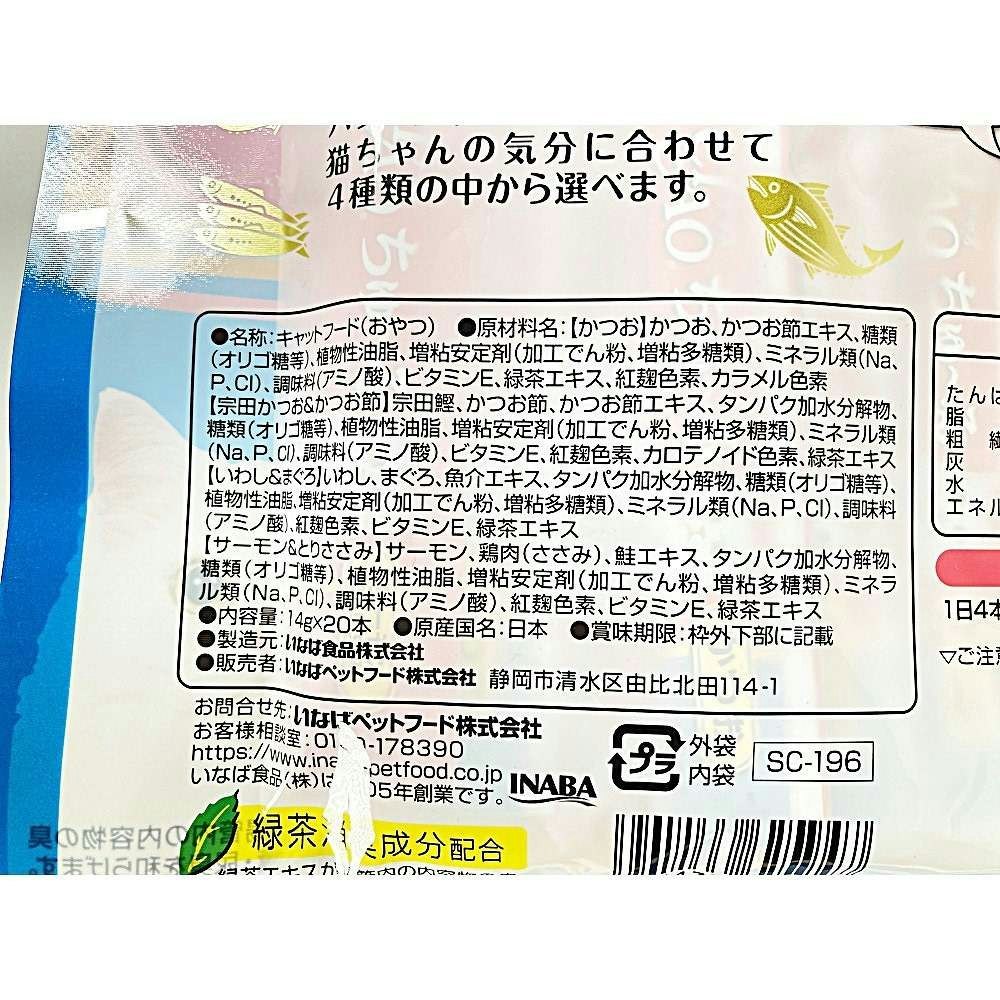 猫ちゃんの気分に合わせて
4種類の中から選べます。
●名称:キャットフード(おやつ) ●原材料名:【かつお】かつお、かつお節エキス、糖類
(オリゴ糖等)、植物性油脂、増粘安定剤(加工でん粉、増粘多糖類)、ミネラル類(Na、
P、Cl)、調味料(アミノ酸)、ビタミンE、緑茶エキス、紅麹色素、カラメル色素
【宗田かつお&かつお節】宗田鰹、かつお節、かつお節エキス、タンパク加水分解物、
糖類(オリゴ糖等)、植物性油脂、増粘安定剤(加工でん粉、増粘多糖類)、ミネラル類
(Na、P、Cl)、調味料(アミノ酸)、ビタミンE、紅麹色素、カロテノイド色素、緑茶エキス
【いわし&まぐろ】いわし、まぐろ、魚介エキス、タンパク加水分解物、糖類(オリゴ糖等)、
植物性油脂、増粘安定剤(加工でん粉、増粘多糖類)、ミネラル類(Na、P、Cl)、調味料
(アミノ酸)、紅麹色素、ビタミンE、緑茶エキス
【サーモン&とりささみ】サーモン、鶏肉(ささみ)、鮭エキス、タンパク加水分解物、
糖類(オリゴ糖等)、植物性油脂、増粘安定剤(加工でん粉、増粘多糖類)、ミネラ
ル類(Na、P、Cl)、調味料(アミノ酸)、紅麹色素、ビタミンE、緑茶エキス
●内容量:14g×20本 ●原産国名:日本 ●賞味期限:枠外下部に記載
●製造元:いなば食品株式会社
●販売者:いなばペットフード株式会社 静岡市清水区由比北田114-1
お問合せ先:いなばペットフード株式会社
お客様相談室:01 0-178390
https://www.ina petfood.co.jp
いなば食品(株)は 05年創業です。 INABA
プラ 外袋
内袋
SC-196
緑茶 成分配合
緑茶エキスが
たんぱ
脂
粗 繊
灰
水
エネル
1日4本
▽ご注意